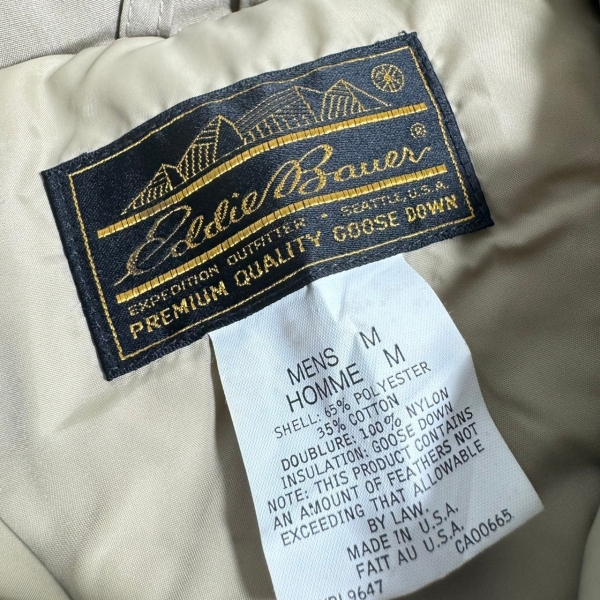 Eddie Bauer®
EXPEDITION OUTFITTER · SEATTLE, U.S.A.
PREMIUM QUALITY GOOSE DOWN
MENS M
HOMME M
SHELL: 65% POLYESTER
35% COTTON
DOUBLURE: 100% NYLON
INSULATION: GOOSE DOWN
NOTE: THIS PRODUCT CONTAINS
AN AMOUNT OF FEATHERS NOT
EXCEEDING THAT ALLOWABLE
BY LAW.
MADE IN U.S.A.
FAIT AU U.S.A.
CA00665
9647